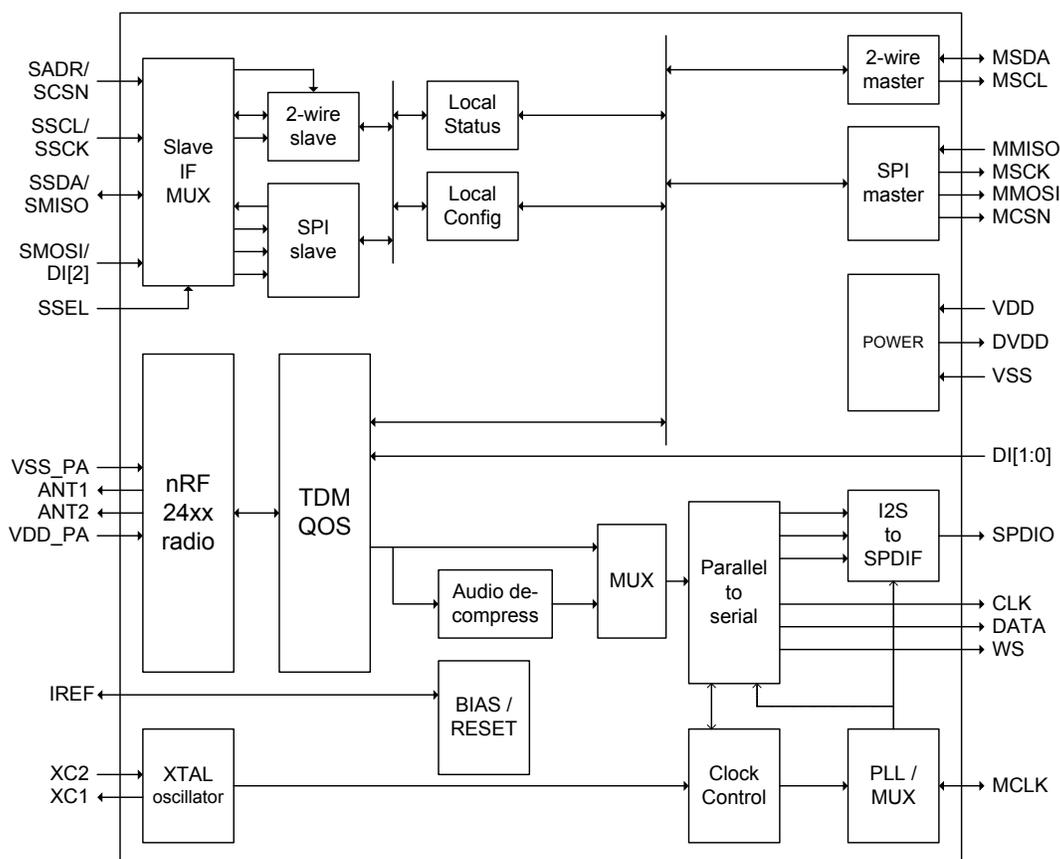 SADR/
SCSN
SSCL/
SSCK
SSDA/
SMISO
SMOSI/
DI[2]
SSEL
Slave
IF
MUX
2-wire
slave
SPI
slave
Local
Status
Local
Config
2-wire
master
MSDA
MSCL
SPI
master
MMISO
MSCK
MMOSI
MCSN
POWER
VDD
DVDD
VSS
VSS_PA
ANT1
ANT2
VDD_PA
nRF
24xx
radio
TDM
QOS
DI[1:0]
Audio de-
compress
MUX
Parallel
to
serial
I2S
to
SPDIF
SPDIO
CLK
DATA
WS
IREF
BIAS /
RESET
XC2
XC1
XTAL
oscillator
Clock
Control
PLL /
MUX
MCLK